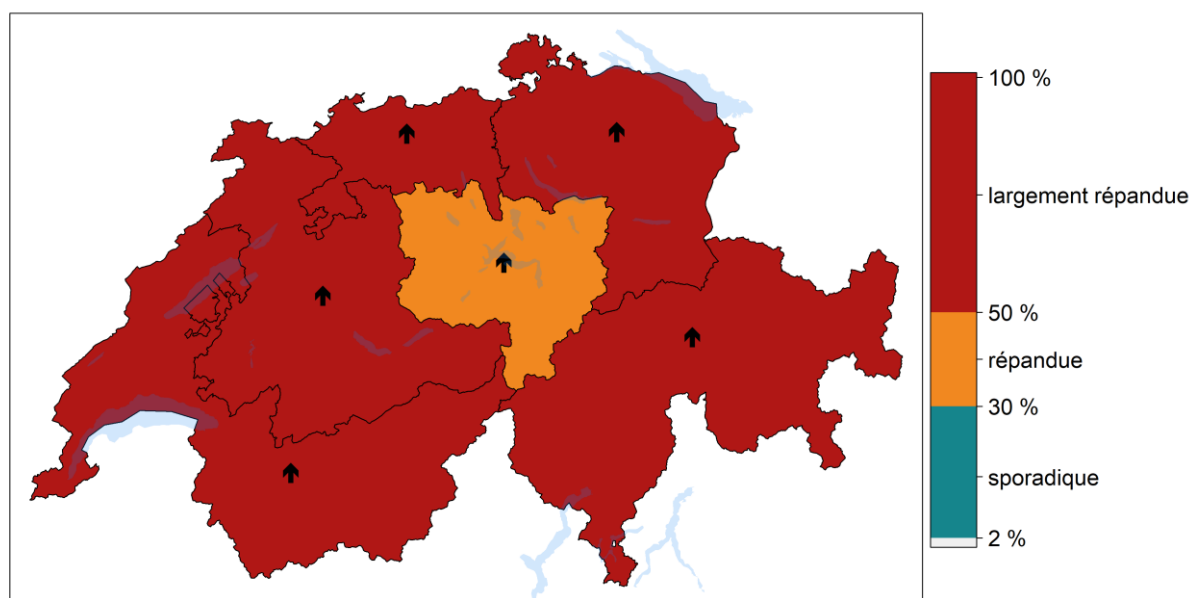 100 %
largement répandue
50 %
répandue
30 %
sporadique
2 %